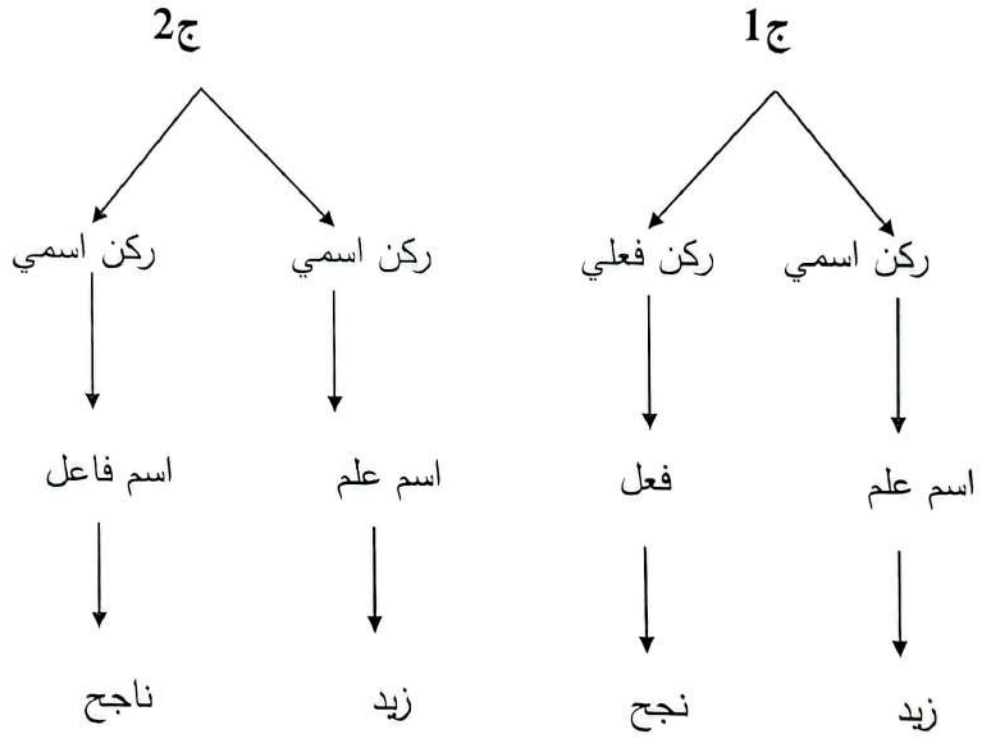 ج1 ج2
ركن اسمي ركن فعلي ركن اسمي ركن اسمي
اسم علم فعل اسم علم اسم فاعل
زيد نجح زيد ناجح